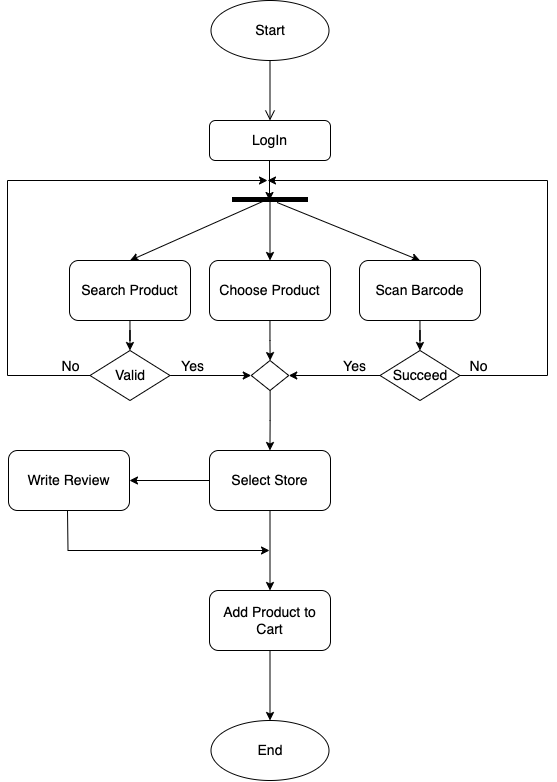 Start
LogIn
Search Product
Choose Product
Scan Barcode
No
Valid
Yes
Yes
Succeed
No
Write Review
Select Store
Add Product to
Cart
End